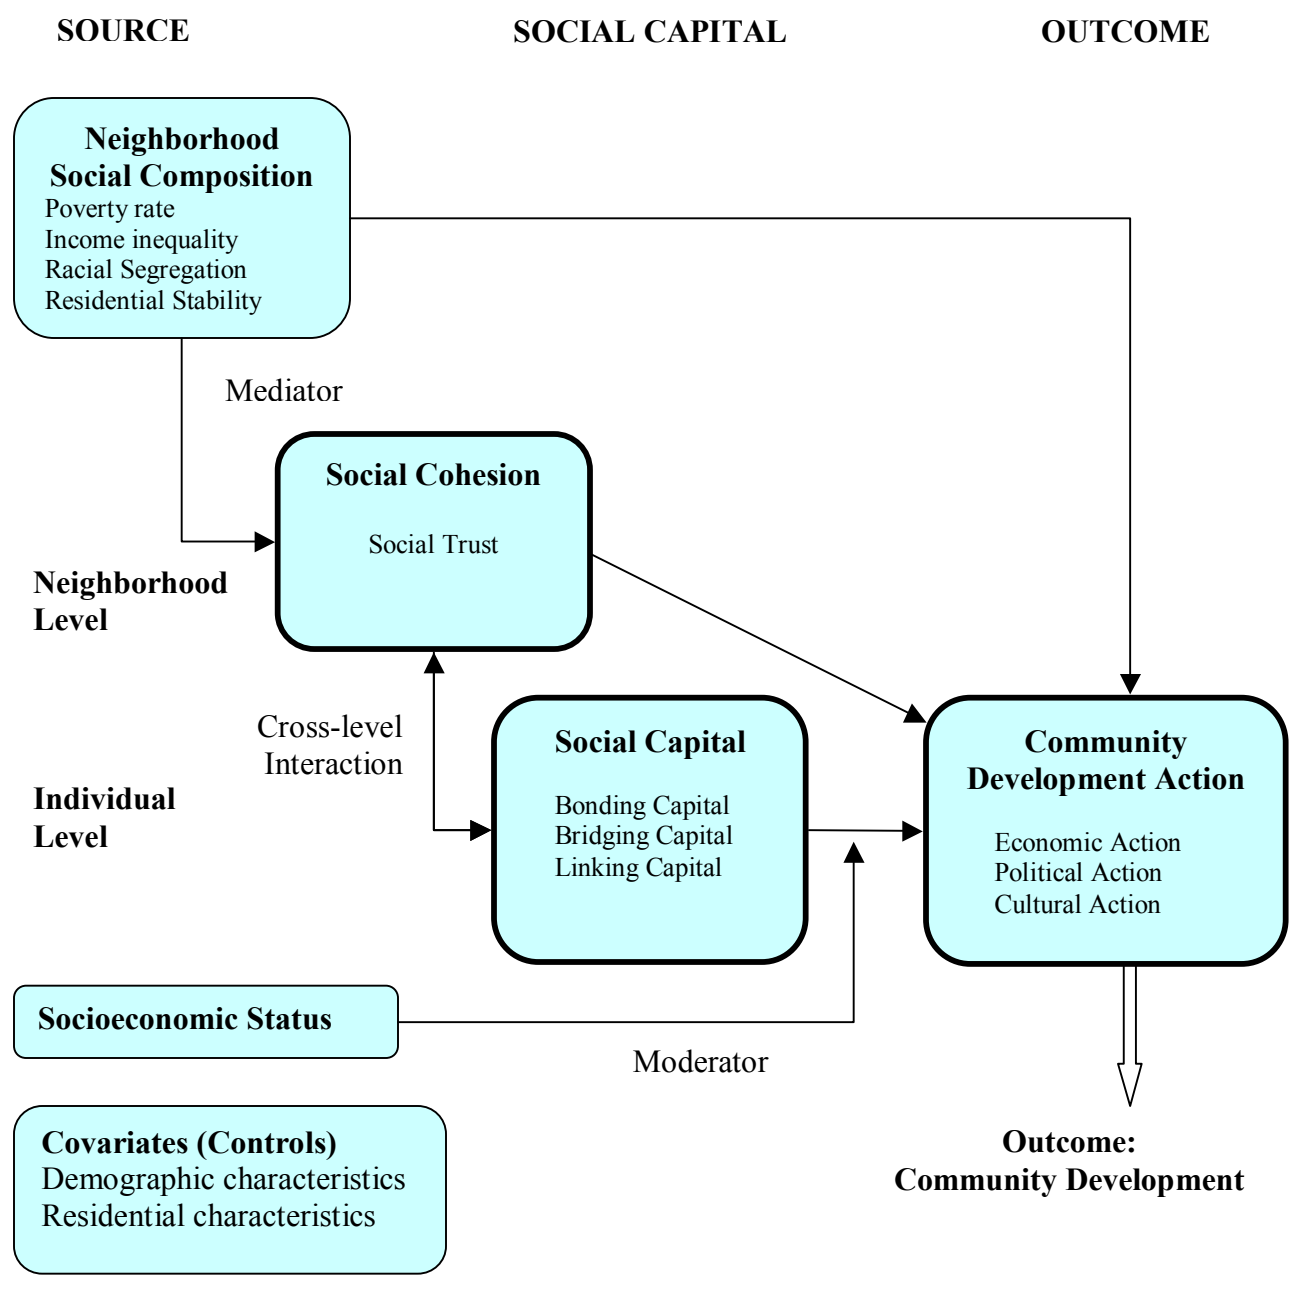 SOURCE
SOCIAL CAPITAL
OUTCOME
Neighborhood
Social Composition
Poverty rate
Income inequality
Racial Segregation
Residential Stability
Mediator
Social Cohesion
Social Trust
Neighborhood
Level
Cross-level
Interaction
Social Capital
Bonding Capital
Bridging Capital
Linking Capital
Community
Development Action
Economic Action
Political Action
Cultural Action
Individual
Level
Socioeconomic Status
Moderator
Covariates (Controls)
Demographic characteristics
Residential characteristics
Outcome:
Community Development